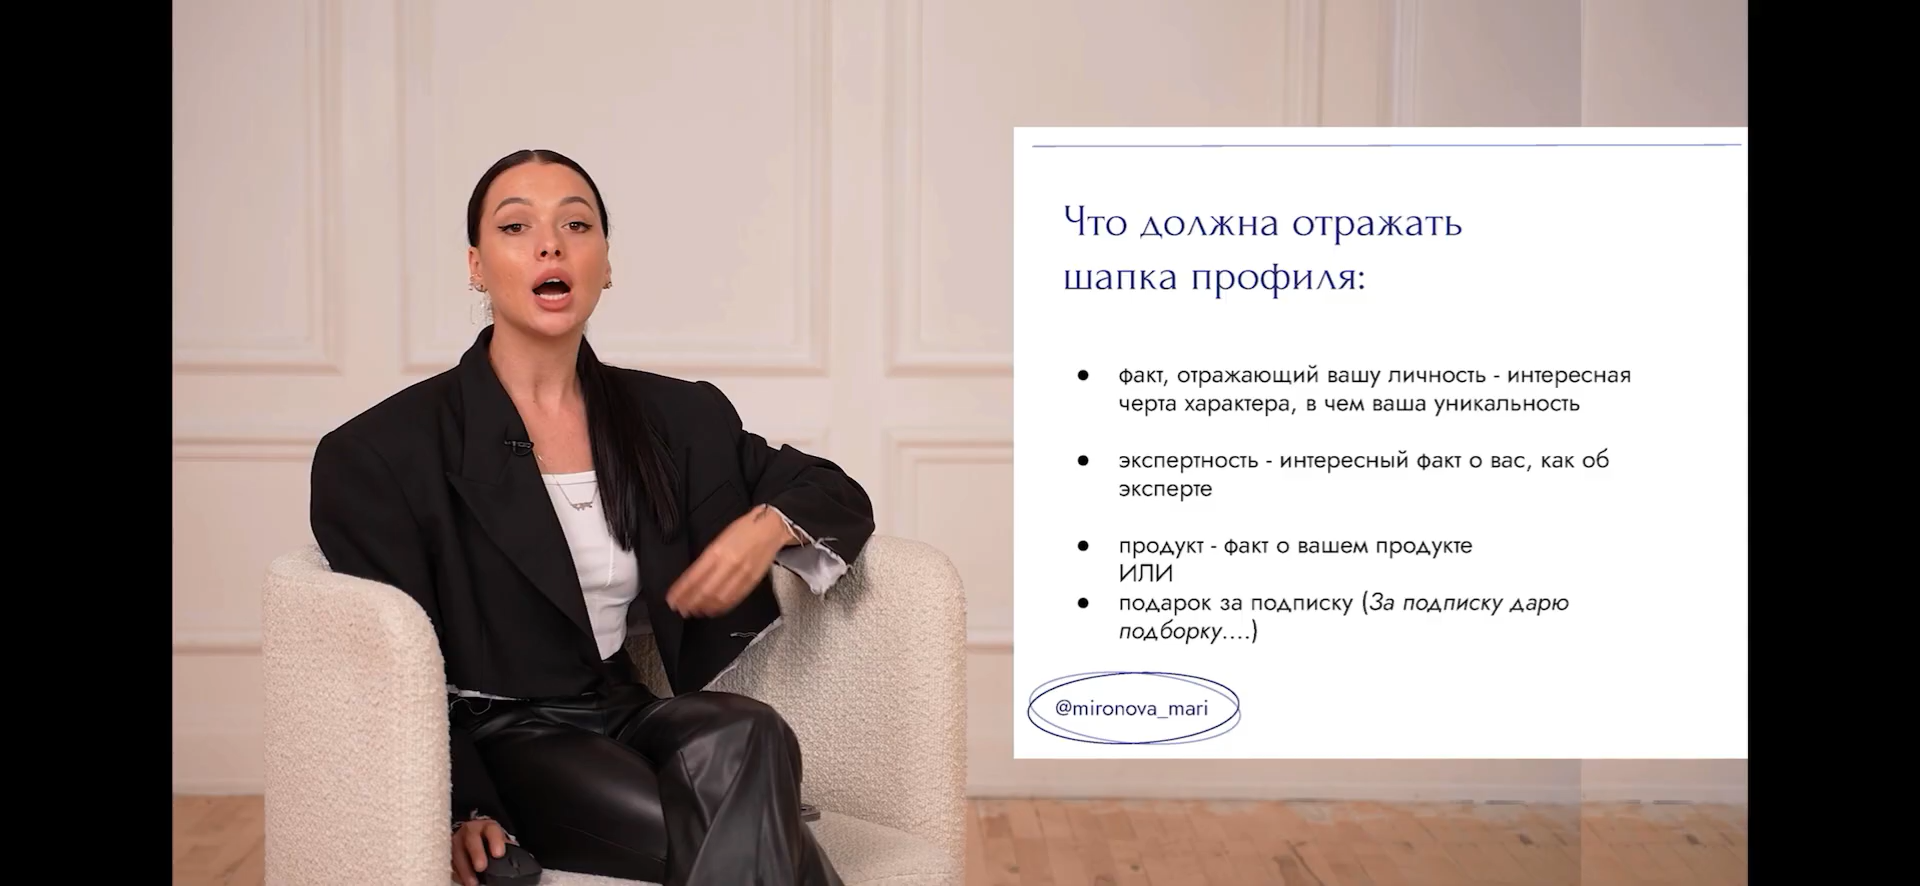 Что должна отражать
шапка профиля:
● факт, отражающий вашу личность - интересная
черта характера, в чем ваша уникальность
● экспертность - интересный факт о вас, как об
эксперте
● продукт - факт о вашем продукте
ИЛИ
● подарок за подписку (За подписку дарю
подборку....)
@mironova_mari